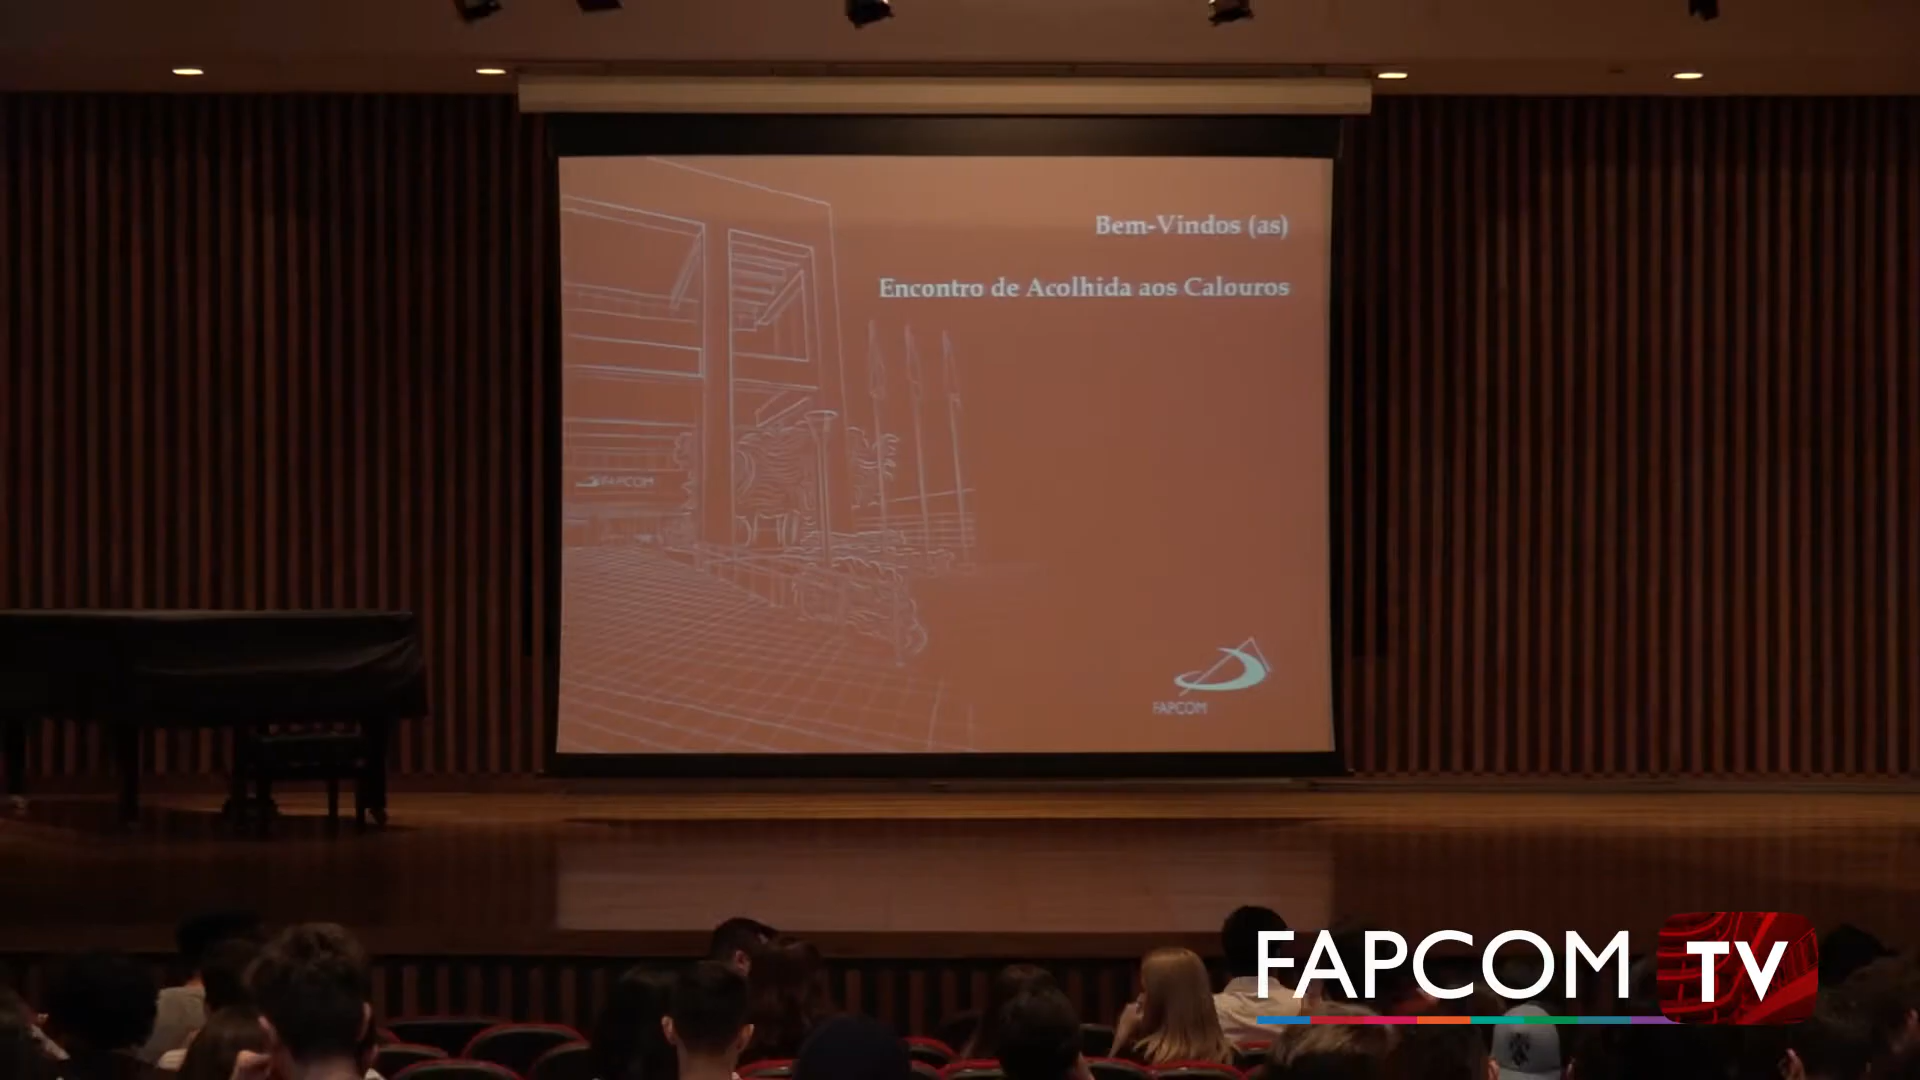 Bem-Vindos (as)
Encontro de Acolhida aos Calouros
FAPCOM
FAPCOM
FAPCOM TV